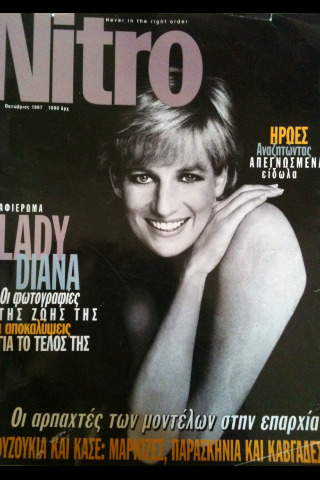 Never in the right order
Nitro
Οκτώβριος 1997 1000 δρχ
ΗΡΩΕΣ
Αναζητώντας
ΑΠΕΓΝΩΣΜΕΝΑ
είδωλα
ΑΦΙΕΡΩΜΑ
LADY
DIANA
Οι φωτογραφίες
ΤΗΣ ΖΩΗΣ ΤΗΣ
αποκαλύψεις
ΓΙΑ ΤΟ ΤΕΛΟΣ ΤΗΣ
Οι αρπαχτές των μοντέλων στην επαρχία
ΟΥΖΟΥΚΙΑ ΚΑΙ ΚΑΣΕ: ΜΑΡΚΙΖΕΣ, ΠΑΡΑΣΚΗΝΙΑ ΚΑΙ ΚΑΒΓΑΔΕΣ